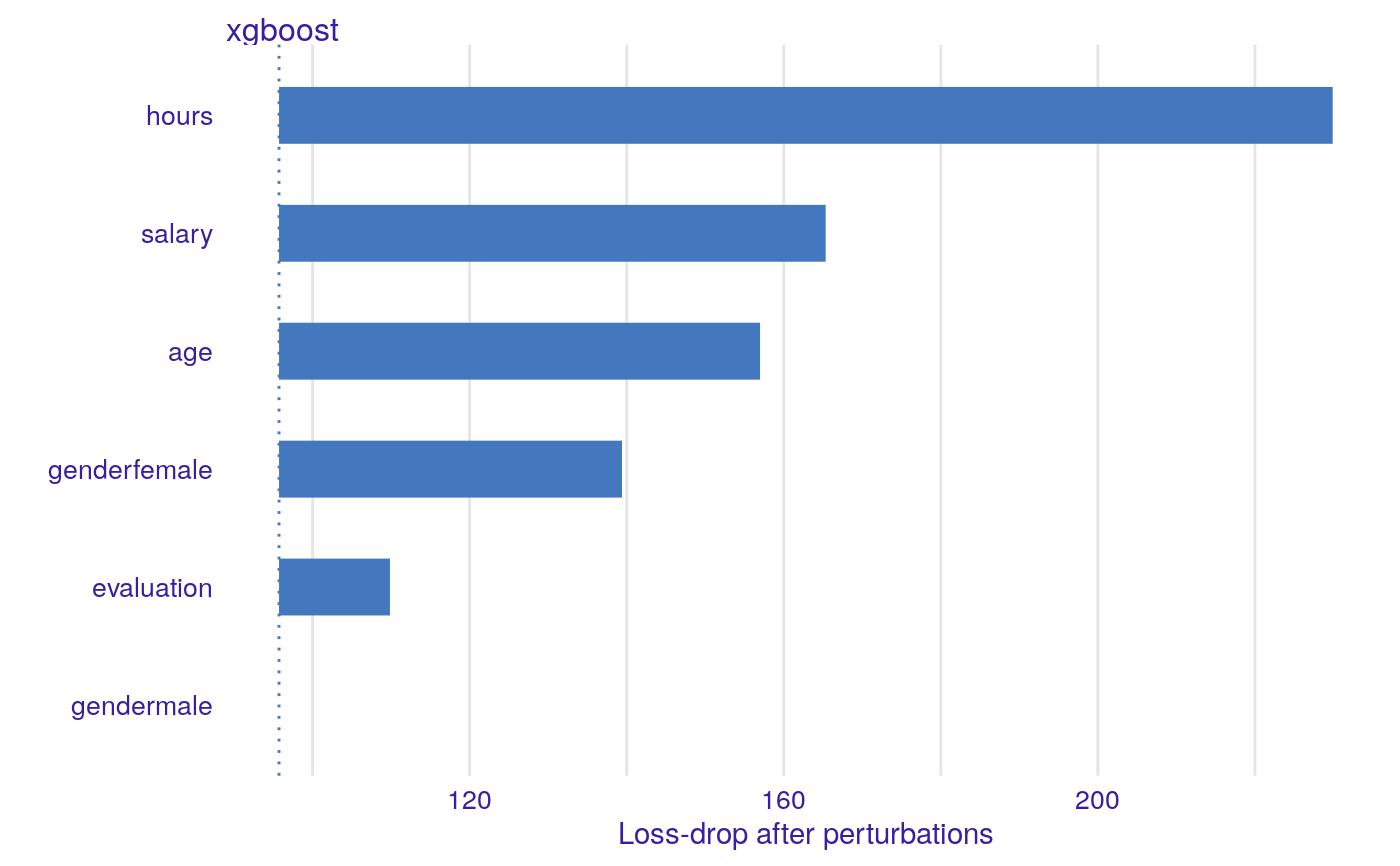 xgboost
hours
salary
age
genderfemale
evaluation
gendermale
120 160 200
Loss-drop after perturbations